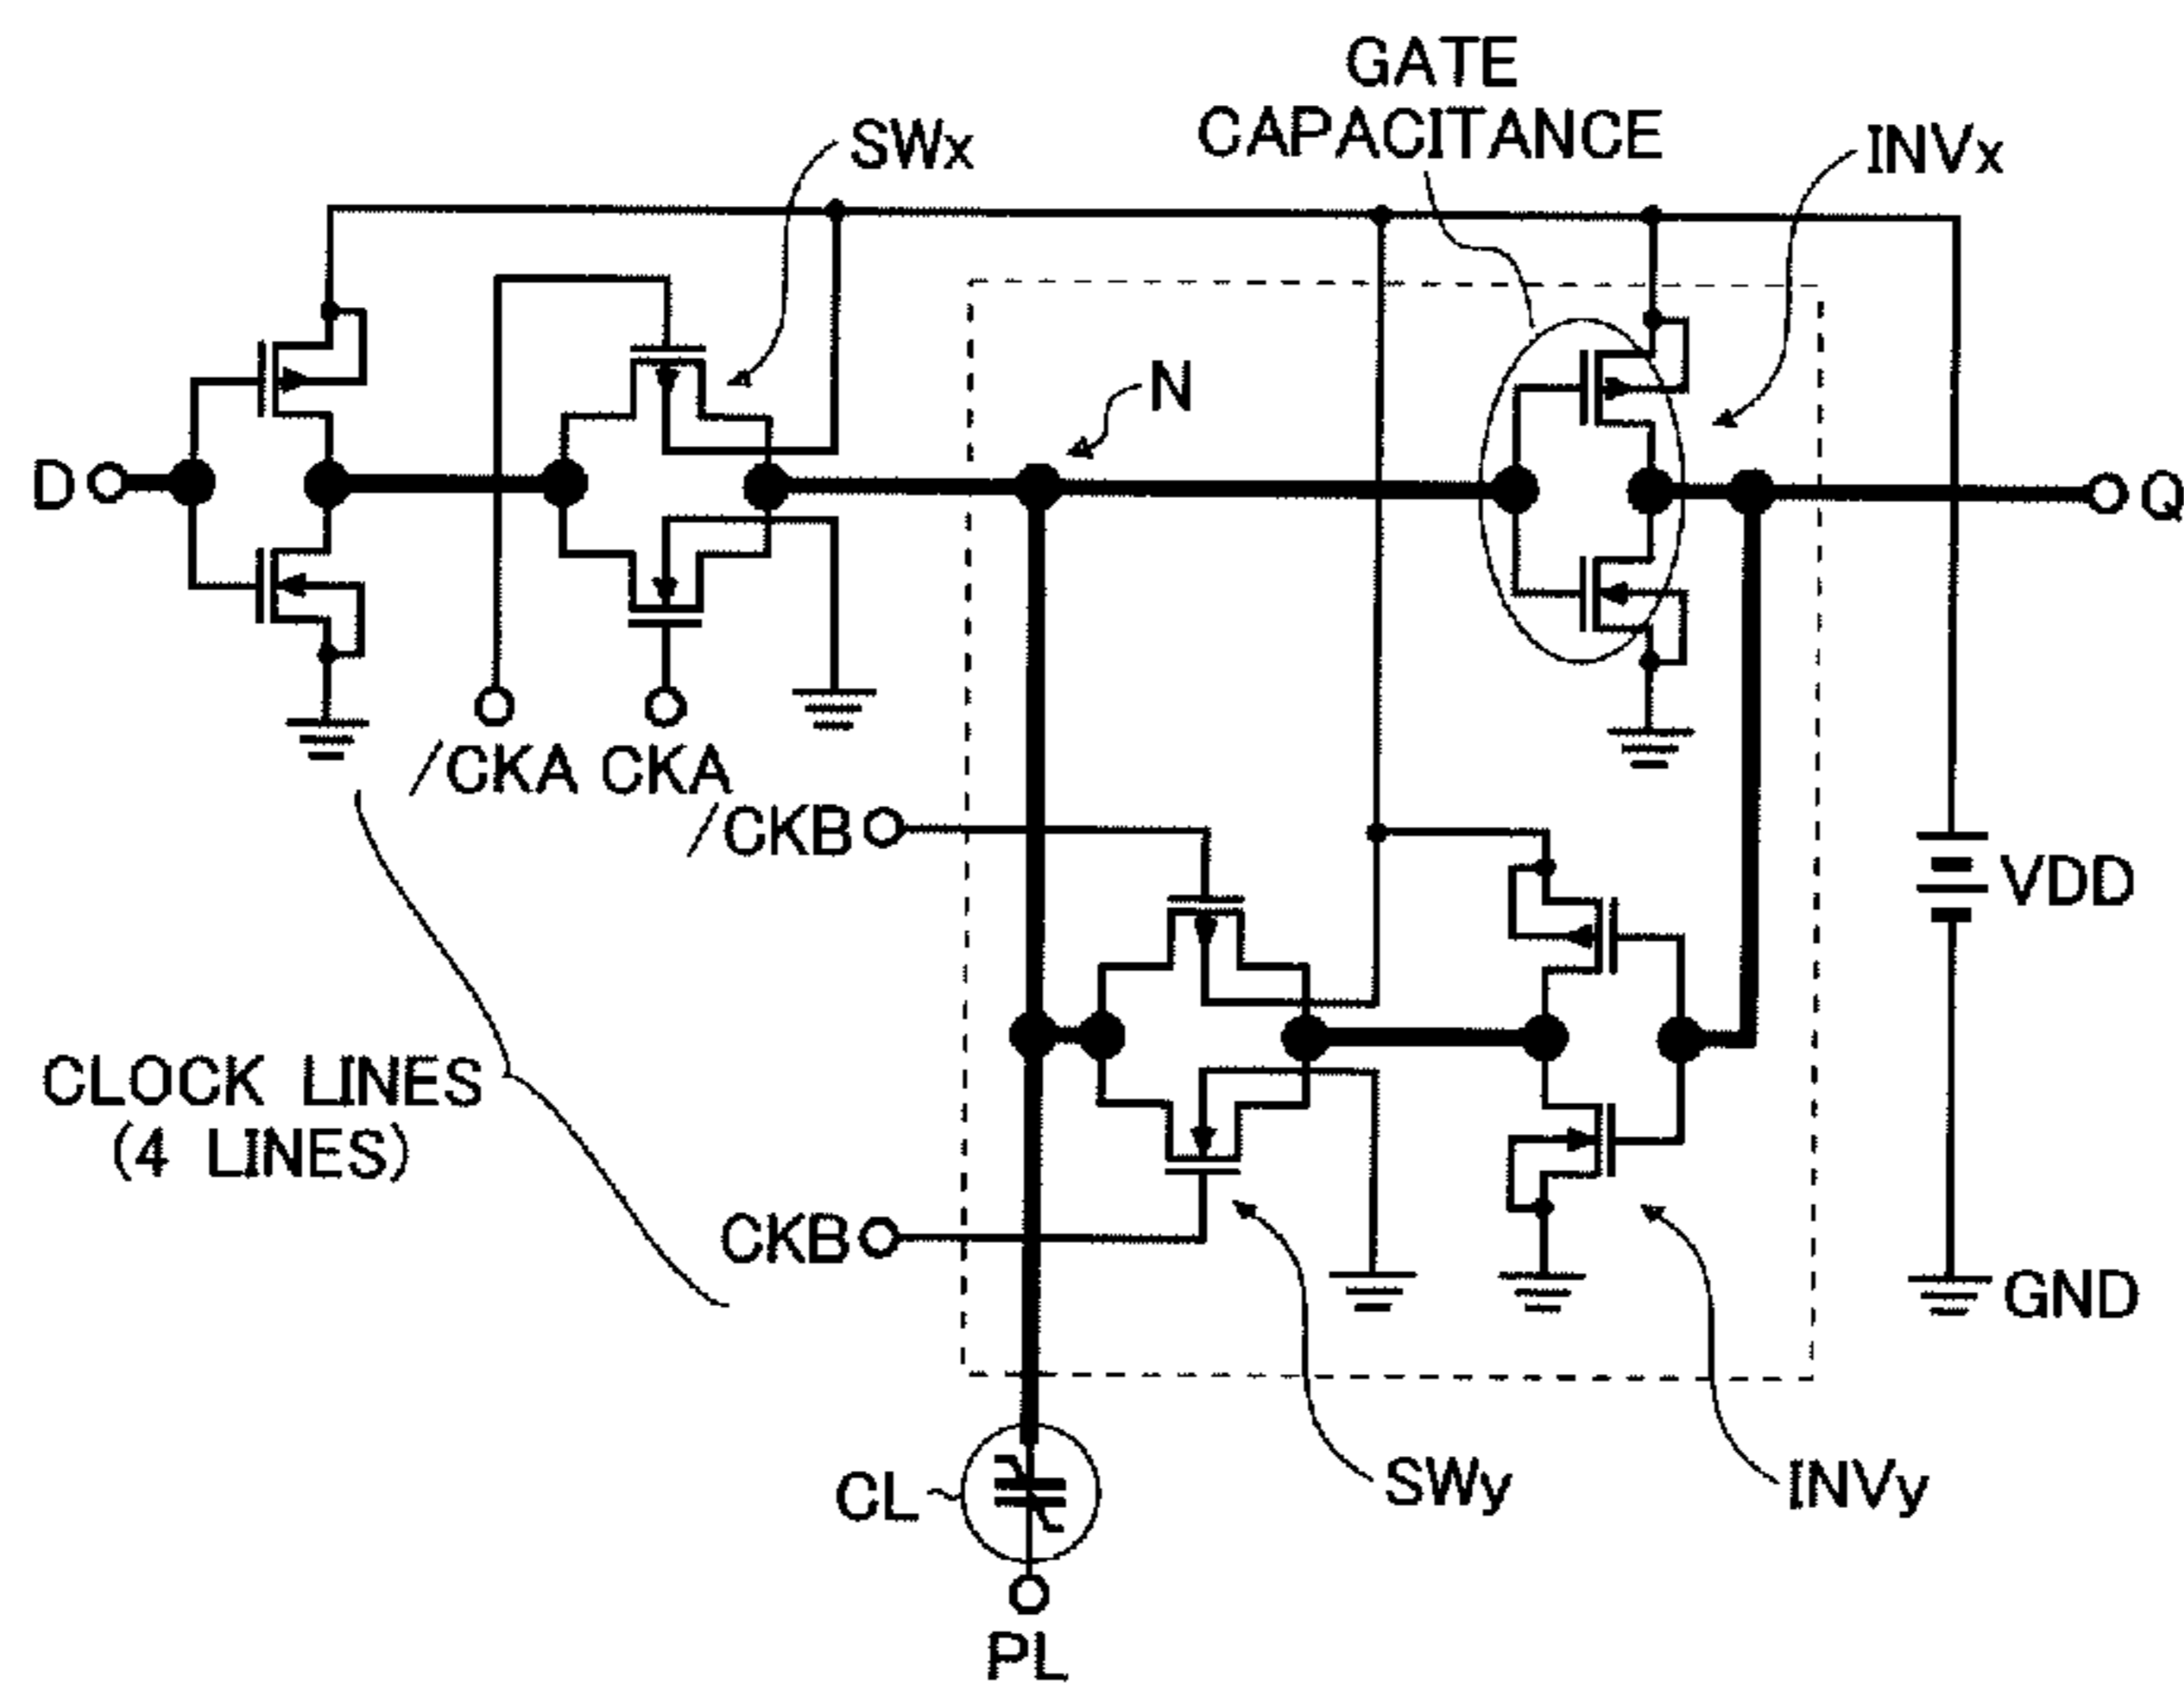 GATE
CAPACITANCE
SWx
INVx
N
D
Q
/CKA CKA
/CKB
VDD
CLOCK LINES
(4 LINES)
CKB
GND
CL
SWy
INVy
PL